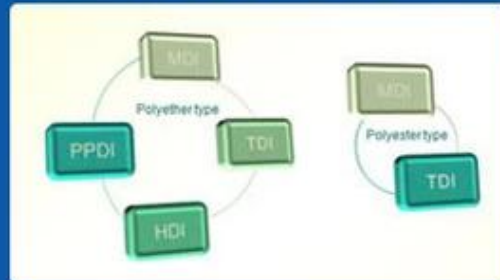 MDI
Polyether type
PPDI
TDI
HDI
MDI
Polyester type
TDI